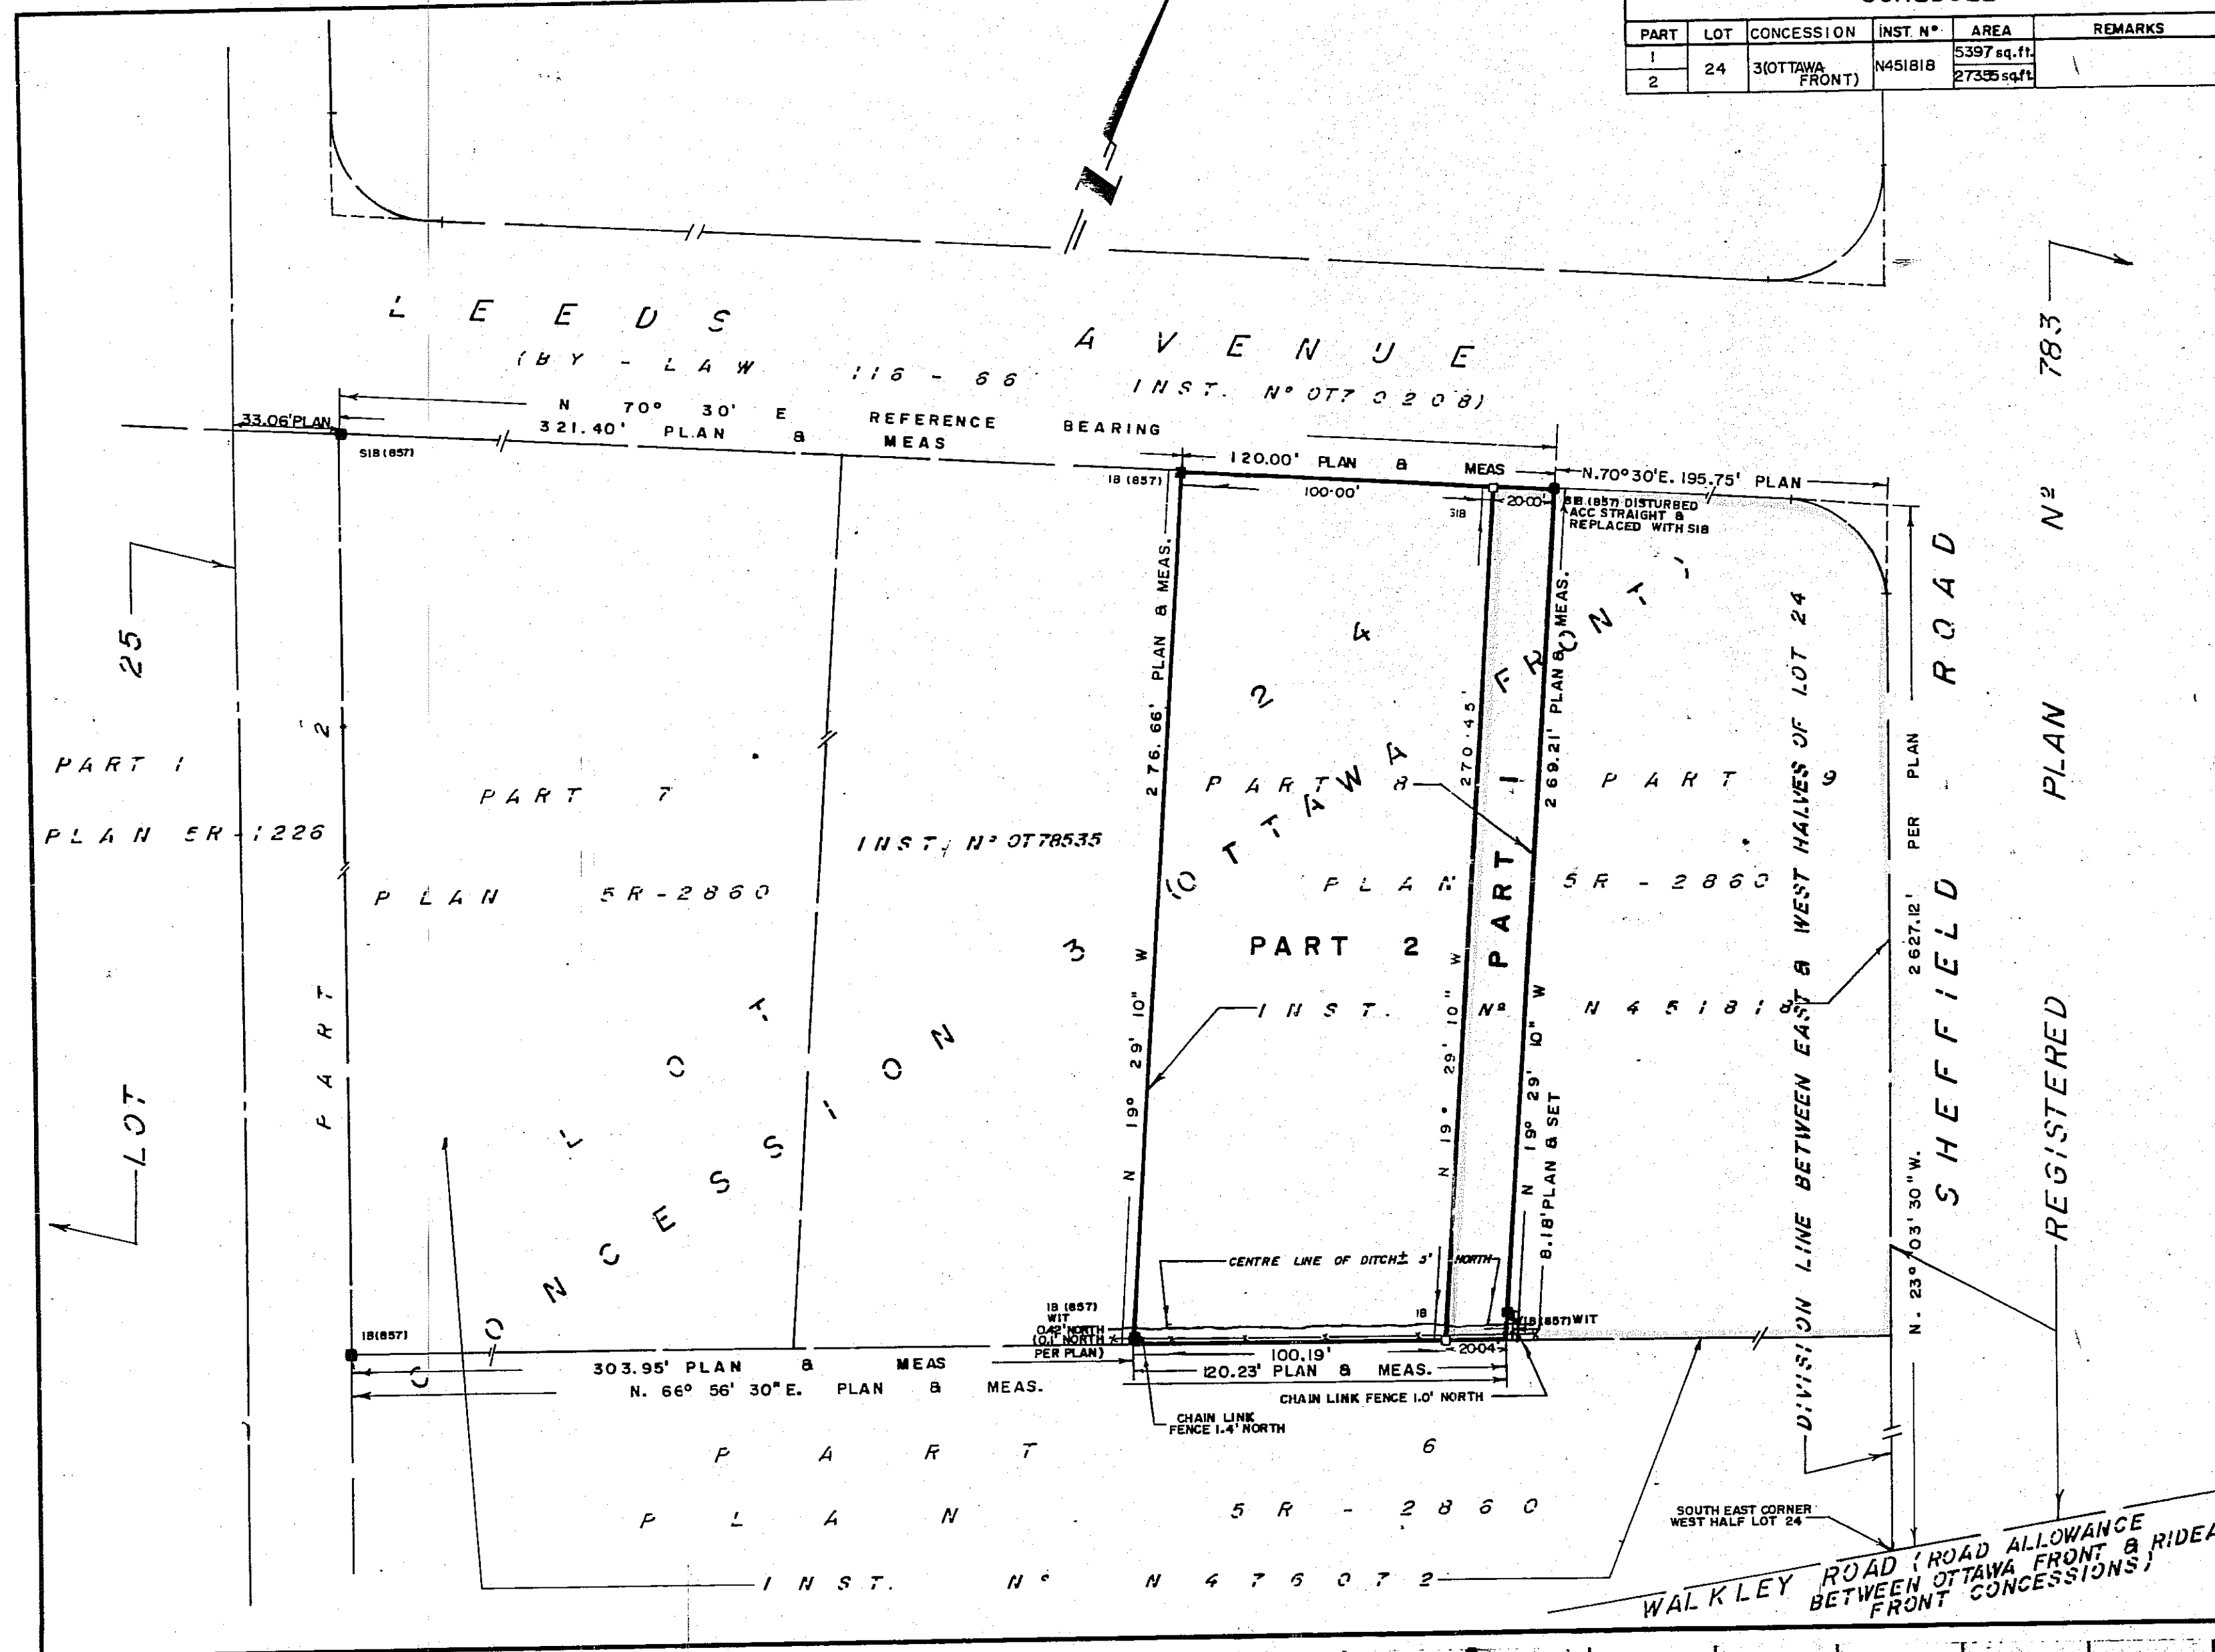 PART LOT CONCESSION INST. Nº AREA REMARKS
1 24 3(OTTAWA FRONT) N451818 5397 sq.ft.
2 27355 sq.ft.
LEEDS AVENUE
(BY-LAW 116-66 INST. Nº OT70208)
33.06' PLAN
N 70° 30' E REFERENCE BEARING
321.40' PLAN & MEAS
SIB (857)
IB (857)
120.00' PLAN & MEAS
100.00'
20.00'
SIB
N.70°30'E. 195.75' PLAN
SIB (857) DISTURBED
ACC STRAIGHT &
REPLACED WITH SIB
783
REGISTERED PLAN Nº
LOT 25
PART 1
PLAN 5R-1226
PART 2
PART 7
PLAN 5R-2860
INST. Nº OT78535
LOT 24
CONCESSION 3 (OTTAWA FRONT)
276.66' PLAN & MEAS.
N 19° 29' 10" W
270.45'
N 19° 29' 10" W
269.21' PLAN & MEAS.
N 19° 29' 10" W
8.18' PLAN & SET
PART 8
PART 9
PLAN 5R-2860
PART 1
PART 2
INST. Nº N451818
DIVISION LINE BETWEEN EAST & WEST HALVES OF LOT 24
N. 23° 03' 30" W. 2627.12' PER PLAN
SHEFFIELD ROAD
CENTRE LINE OF DITCH ± 5' NORTH
IB
IB (857)
WIT
0.42' NORTH
(0.1' NORTH
PER PLAN)
IB (857) WIT
IB(857)
303.95' PLAN & MEAS
N. 66° 56' 30" E. PLAN & MEAS.
100.19'
20.04'
120.23' PLAN & MEAS.
CHAIN LINK FENCE 1.0' NORTH
CHAIN LINK
FENCE 1.4' NORTH
PART 6
PLAN 5R-2860
INST. Nº N476072
SOUTH EAST CORNER
WEST HALF LOT 24
WALKLEY ROAD (ROAD ALLOWANCE
BETWEEN OTTAWA FRONT &
FRONT CONCESSIONS)